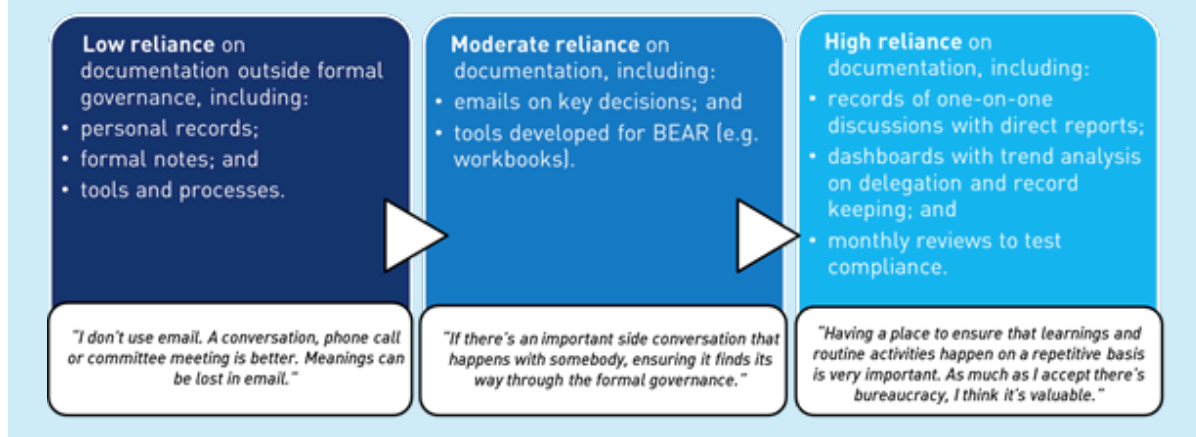 Low reliance on
documentation outside formal
governance, including:
• personal records;
• formal notes; and
• tools and processes.
"I don't use email. A conversation, phone call
or committee meeting is better. Meanings can
be lost in email."
Moderate reliance on
documentation, including:
• emails on key decisions; and
• tools developed for BEAR (e.g.
workbooks).
"If there's an important side conversation that
happens with somebody, ensuring it finds its
way through the formal governance."
High reliance on
documentation, including:
• records of one-on-one
discussions with direct reports;
• dashboards with trend analysis
on delegation and record
keeping; and
• monthly reviews to test
compliance.
"Having a place to ensure that learnings and
routine activities happen on a repetitive basis
is very important. As much as I accept there's
bureaucracy, I think it's valuable."